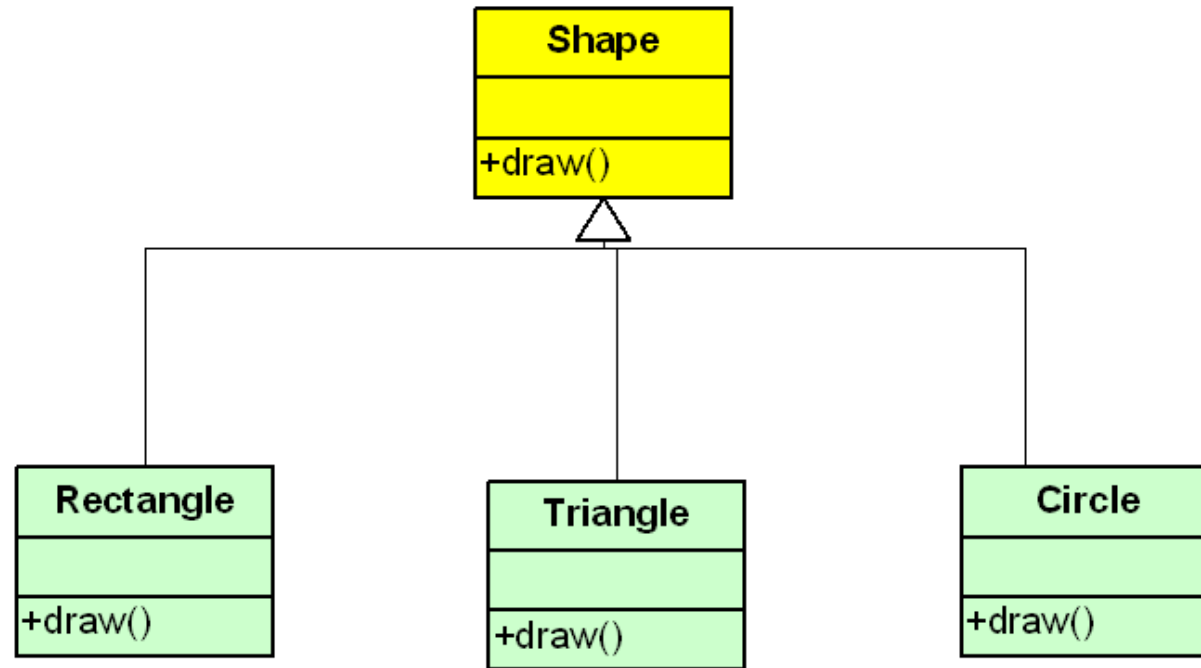 Shape
+draw()
Rectangle
+draw()
Triangle
+draw()
Circle
+draw()